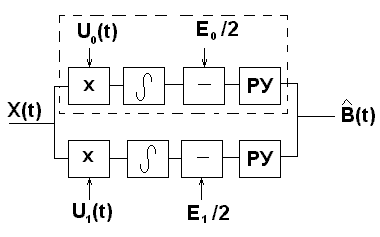 U₀(t) E₀/2
x ∫ − РУ
X(t) B̂(t)
x ∫ − РУ
U₁(t) E₁/2